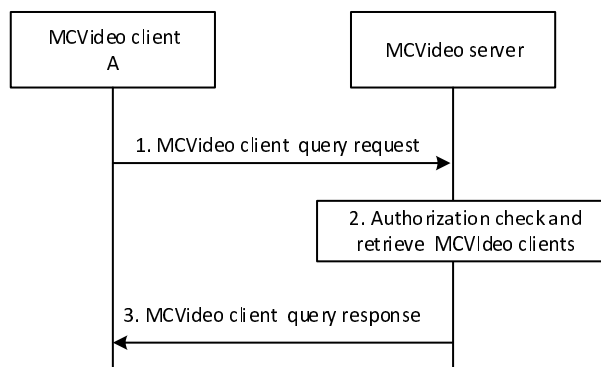 MCVideo client
A
MCVideo server
1. MCVideo client query request
2. Authorization check and
retrieve MCVIdeo clients
3. MCVideo client query response